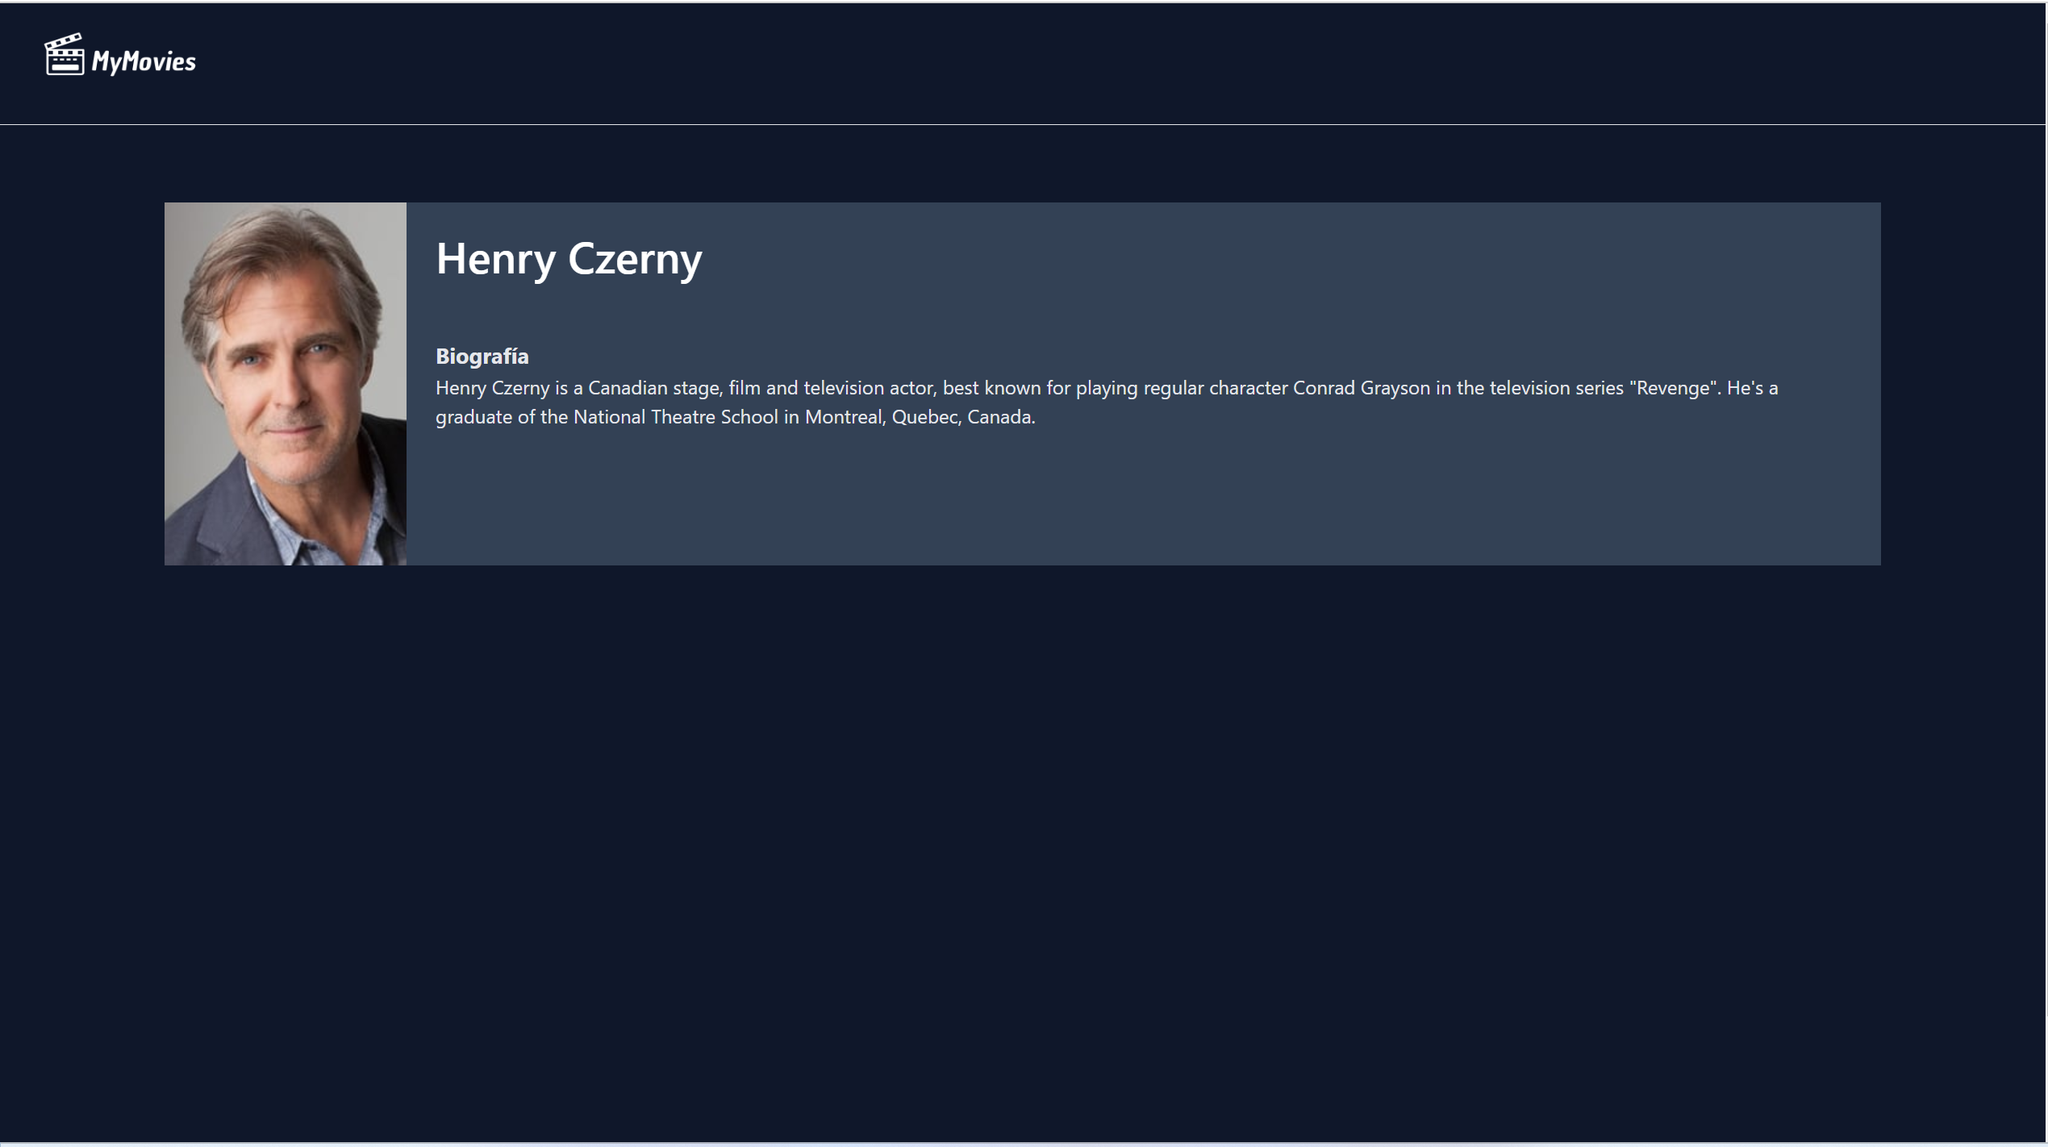 MyMovies
Henry Czerny
Biografía
Henry Czerny is a Canadian stage, film and television actor, best known for playing regular character Conrad Grayson in the television series "Revenge". He's a
graduate of the National Theatre School in Montreal, Quebec, Canada.